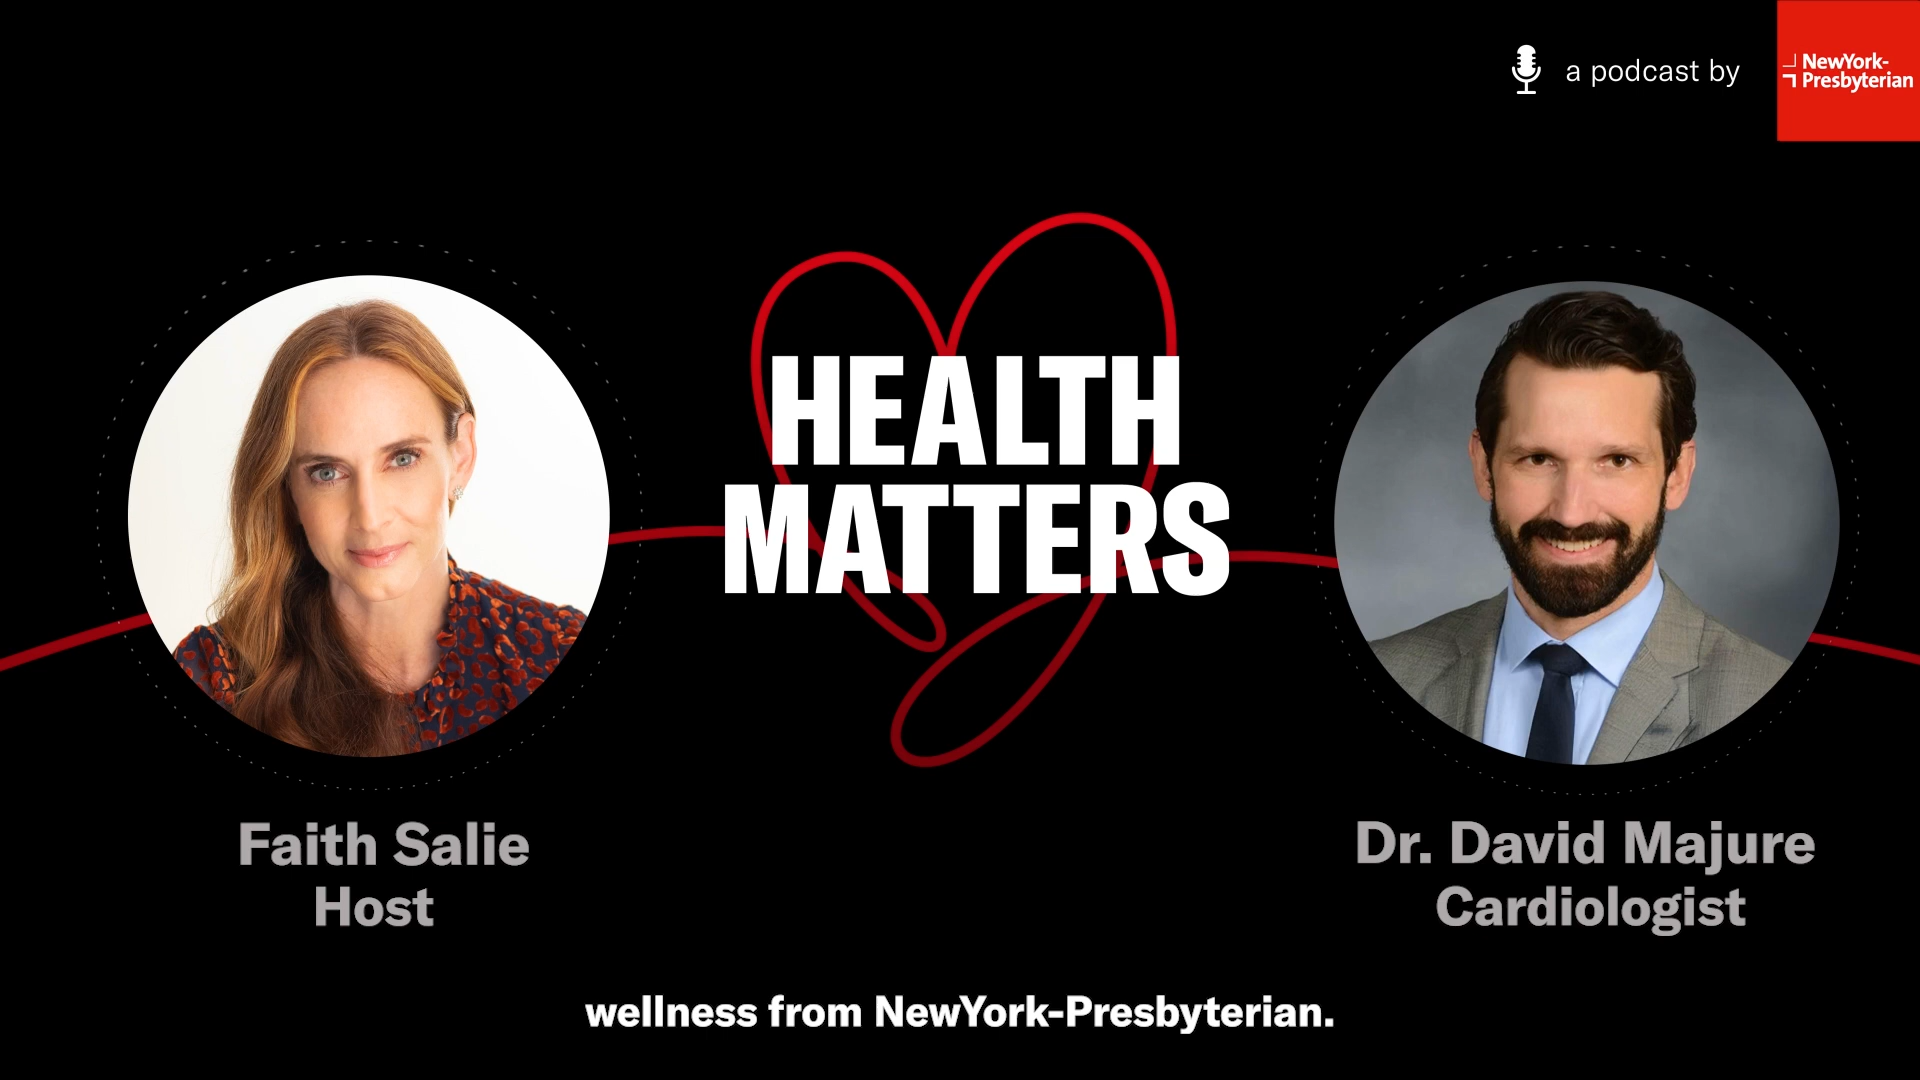 a podcast by
NewYork-
Presbyterian
HEALTH
MATTERS
Faith Salie
Host
Dr. David Majure
Cardiologist
wellness from NewYork-Presbyterian.